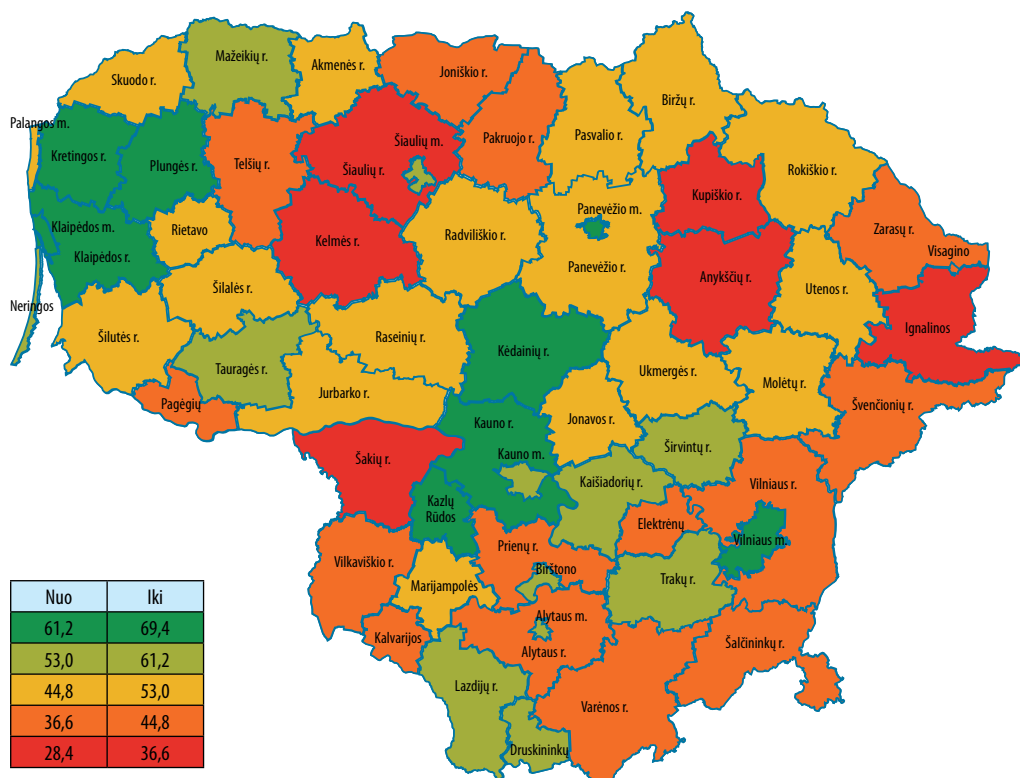 Mažeikių r.
Akmenės r.
Skuodo r.
Joniškio r.
Biržų r.
Palangos m.
Kretingos r.
Plungės r.
Telšių r.
Šiaulių m.
Šiaulių r.
Pakruojo r.
Pasvalio r.
Rokiškio r.
Kupiškio r.
Klaipėdos m.
Klaipėdos r.
Rietavo
Kelmės r.
Radviliškio r.
Panevėžio m.
Panevėžio r.
Anykščių r.
Zarasų r.
Visagino
Utenos r.
Ignalinos
Neringos
Šilalės r.
Šilutės r.
Tauragės r.
Raseinių r.
Kėdainių r.
Ukmergės r.
Molėtų r.
Švenčionių r.
Pagėgių
Jurbarko r.
Jonavos r.
Kauno r.
Kauno m.
Širvintų r.
Šakių r.
Kaišiadorių r.
Vilniaus r.
Kazlų
Rūdos
Elektrėnų
Vilniaus m.
Prienų r.
Vilkaviškio r.
Marijampolės
Birštono
Trakų r.
Kalvarijos
Alytaus m.
Alytaus r.
Šalčininkų r.
Lazdijų r.
Varėnos r.
Druskininkų
Nuo Iki
61,2 69,4
53,0 61,2
44,8 53,0
36,6 44,8
28,4 36,6